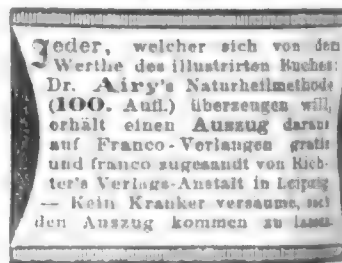 Jeder, welcher sich von dem
Werthe des illustrirten Buches:
Dr. Airy's Naturheilmethode
(100. Aufl.) überzeugen will,
erhält einen Auszug daraus
auf Franco-Verlangen gratis
und franco zugesandt von Rich-
ter's Verlags-Anstalt in Leipzig
— Kein Kranker versäume, sich
den Auszug kommen zu lassen.